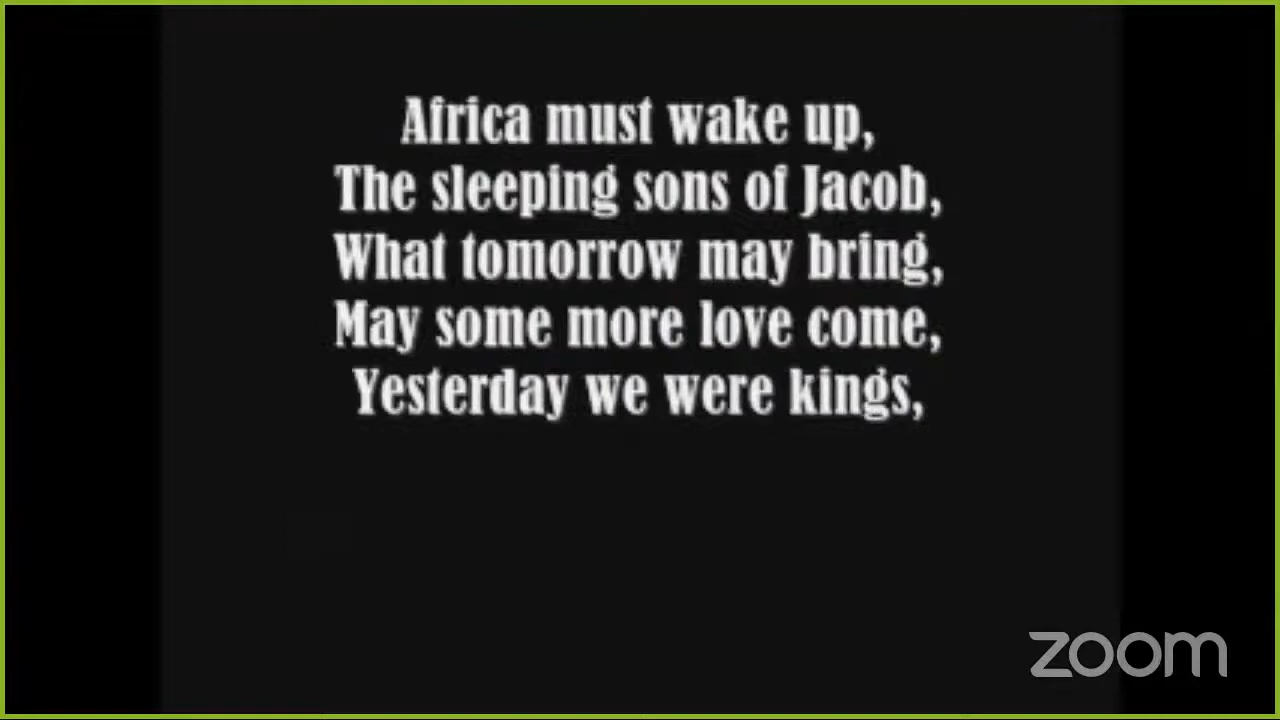 Africa must wake up,
The sleeping sons of Jacob,
What tomorrow may bring,
May some more love come,
Yesterday we were kings,
zoom